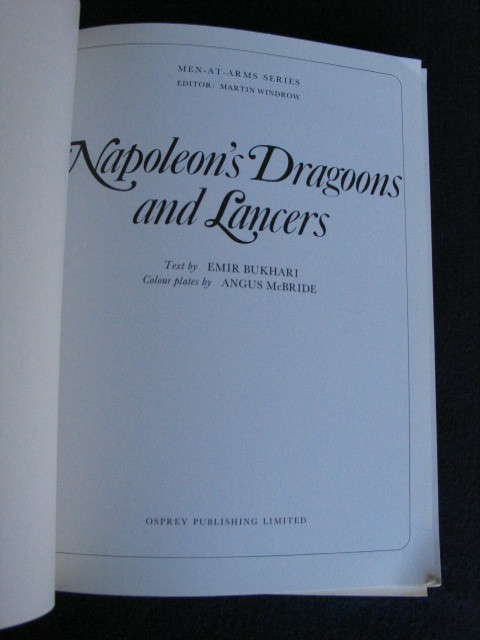 MEN-AT-ARMS SERIES
EDITOR: MARTIN WINDROW
Napoleon's Dragoons
and Lancers
Text by EMIR BUKHARI
Colour plates by ANGUS McBRIDE
OSPREY PUBLISHING LIMITED